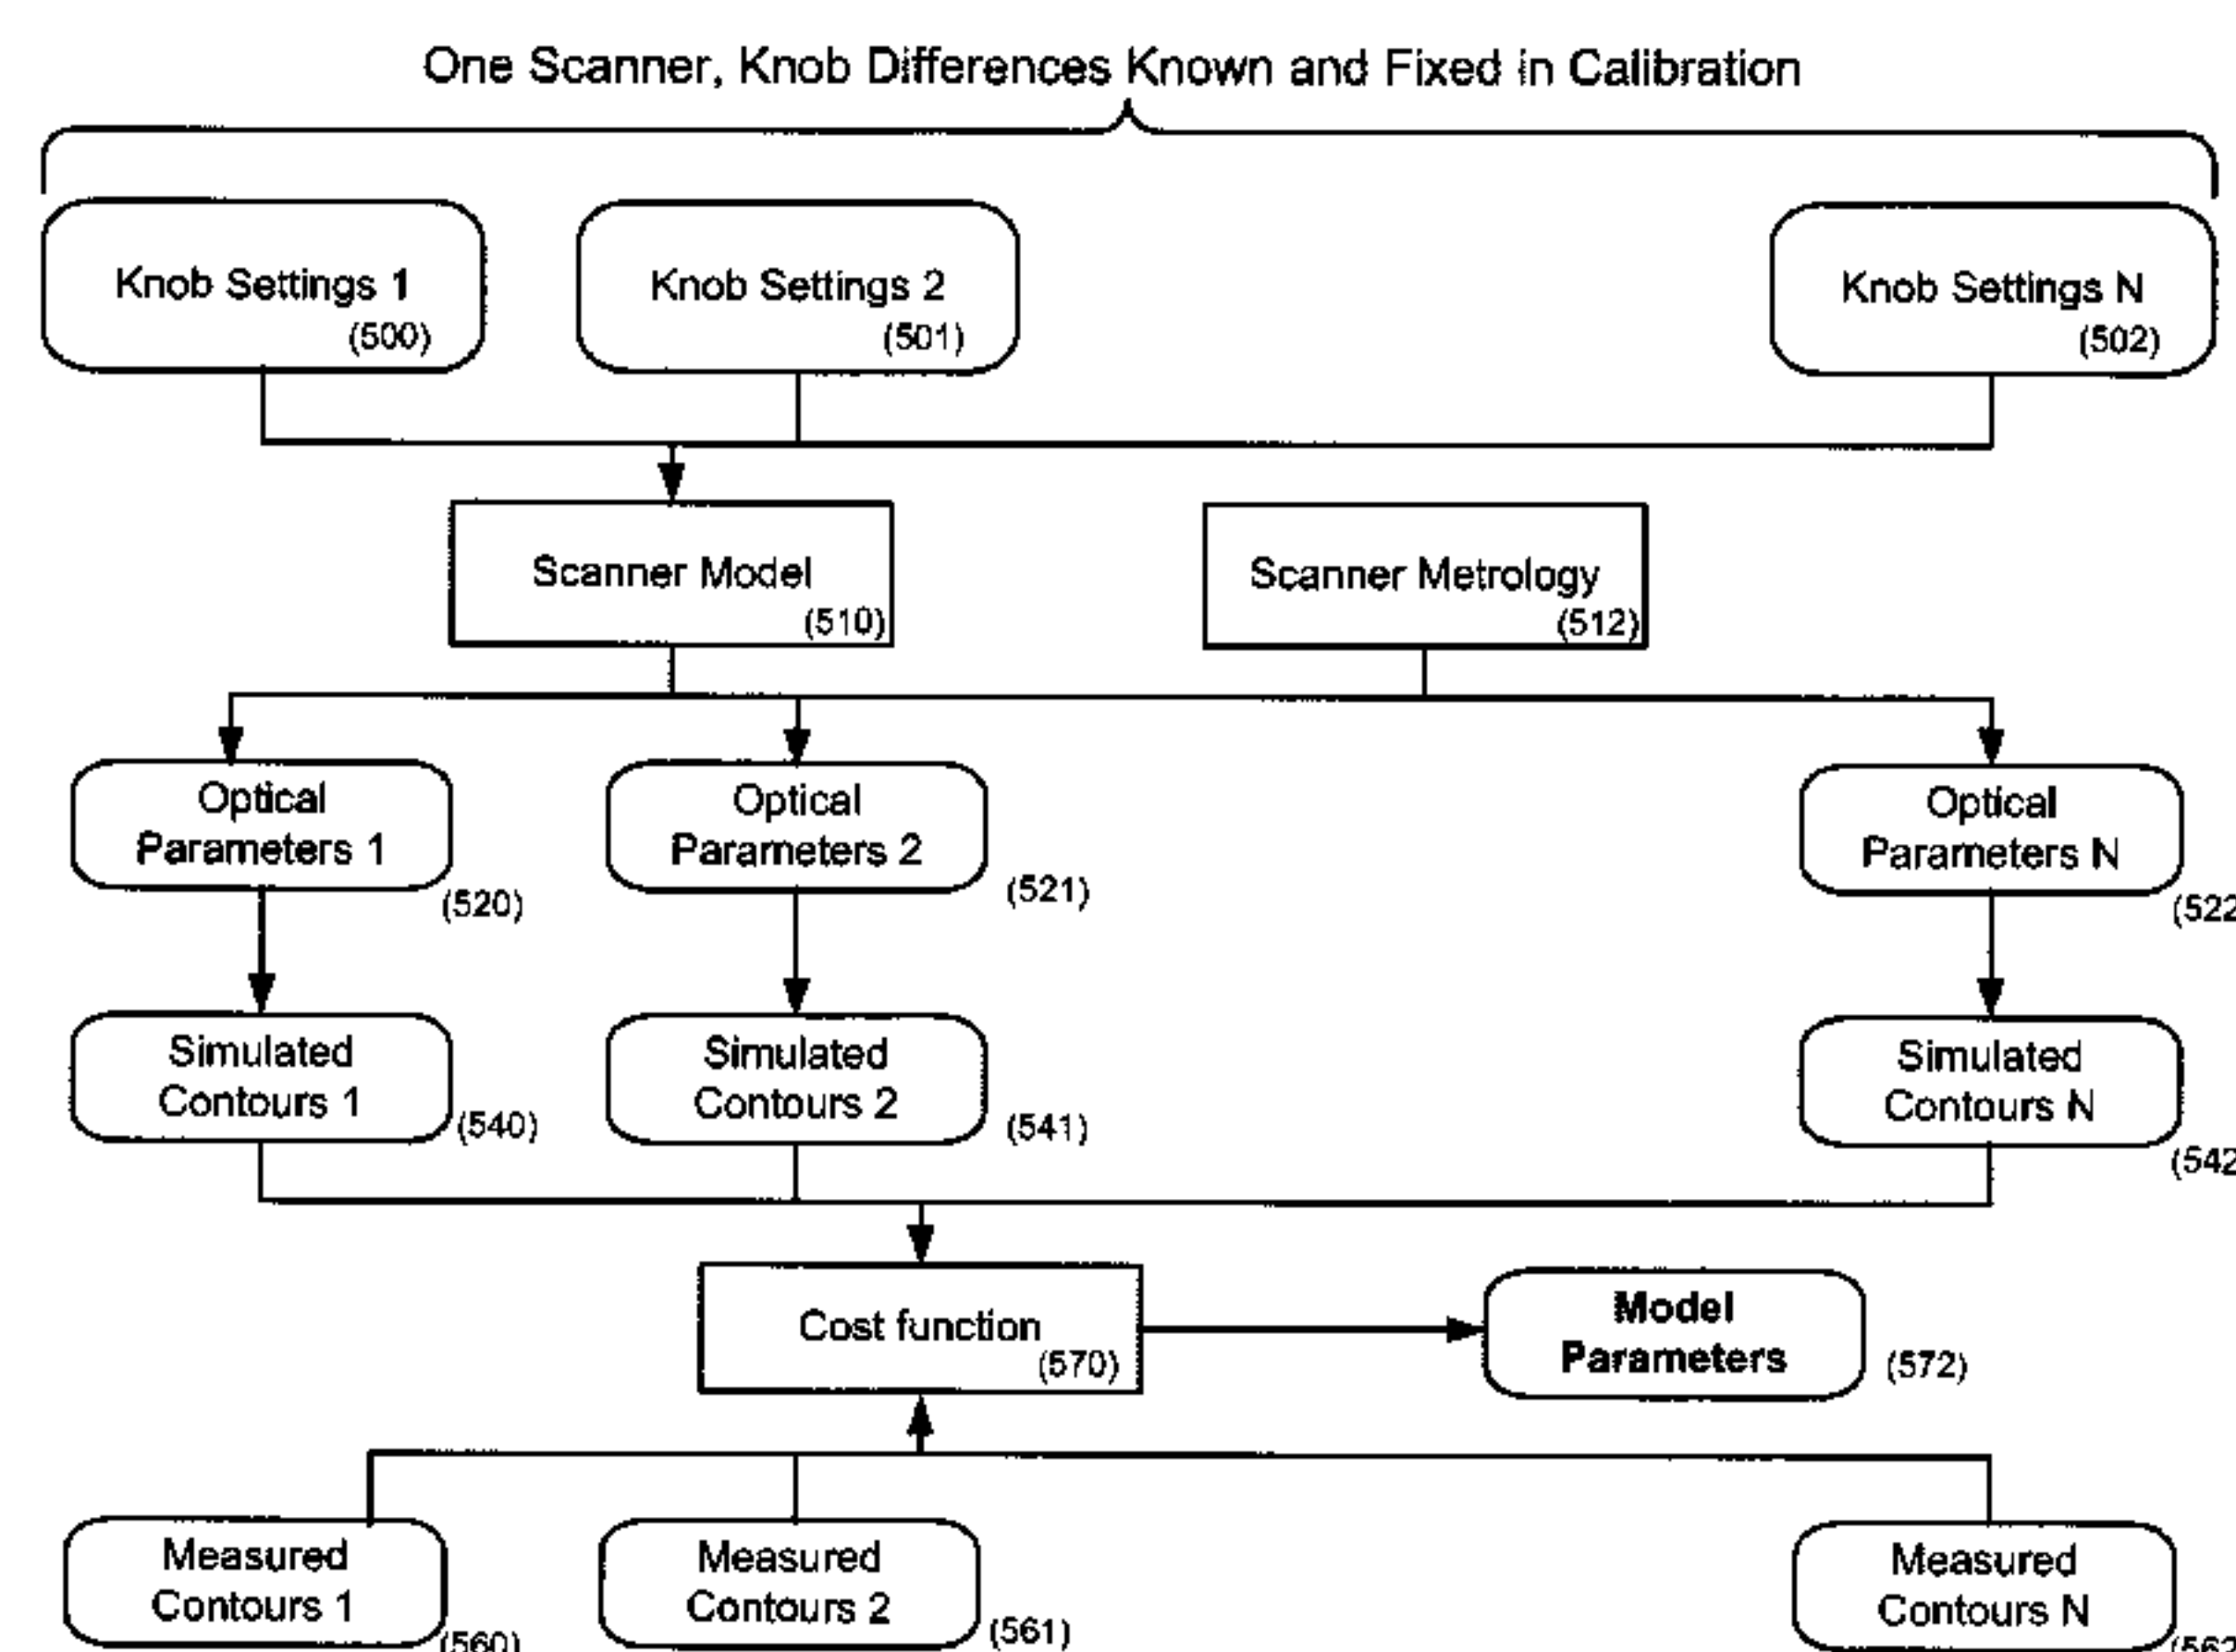 One Scanner, Knob Differences Known and Fixed in Calibration
Knob Settings 1
(500)
Knob Settings 2
(501)
Knob Settings N
(502)
Scanner Model
(510)
Scanner Metrology
(512)
Optical
Parameters 1
(520)
Optical
Parameters 2
(521)
Optical
Parameters N
(522
Simulated
Contours 1
(540)
Simulated
Contours 2
(541)
Simulated
Contours N
(542
Cost function
(570)
Model
Parameters
(572)
Measured
Contours 1
(560)
Measured
Contours 2
(561)
Measured
Contours N
(562